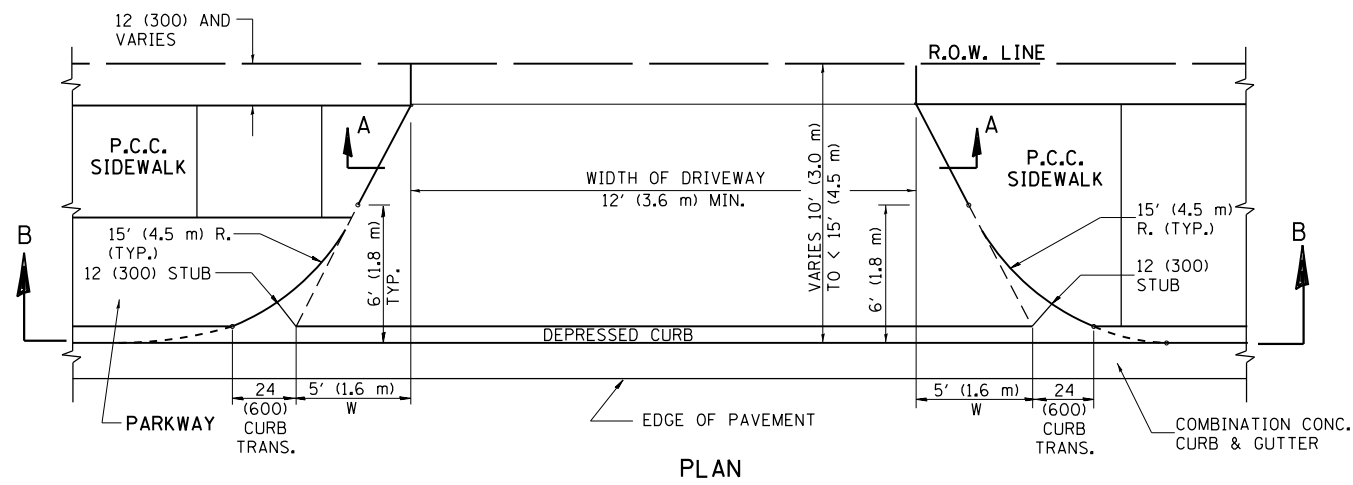 12 (300) AND
VARIES
R.O.W. LINE
A
A
P.C.C.
SIDEWALK
P.C.C.
SIDEWALK
WIDTH OF DRIVEWAY
12' (3.6 m) MIN.
VARIES 10' (3.0 m)
TO < 15' (4.5 m)
B
B
15' (4.5 m) R.
(TYP.)
15' (4.5 m)
R. (TYP.)
12 (300) STUB
12 (300)
STUB
6' (1.8 m)
TYP.
6' (1.8 m)
DEPRESSED CURB
24
(600)
CURB
TRANS.
5' (1.6 m)
W
5' (1.6 m)
W
24
(600)
CURB
TRANS.
PARKWAY
EDGE OF PAVEMENT
COMBINATION CONC.
CURB & GUTTER
PLAN